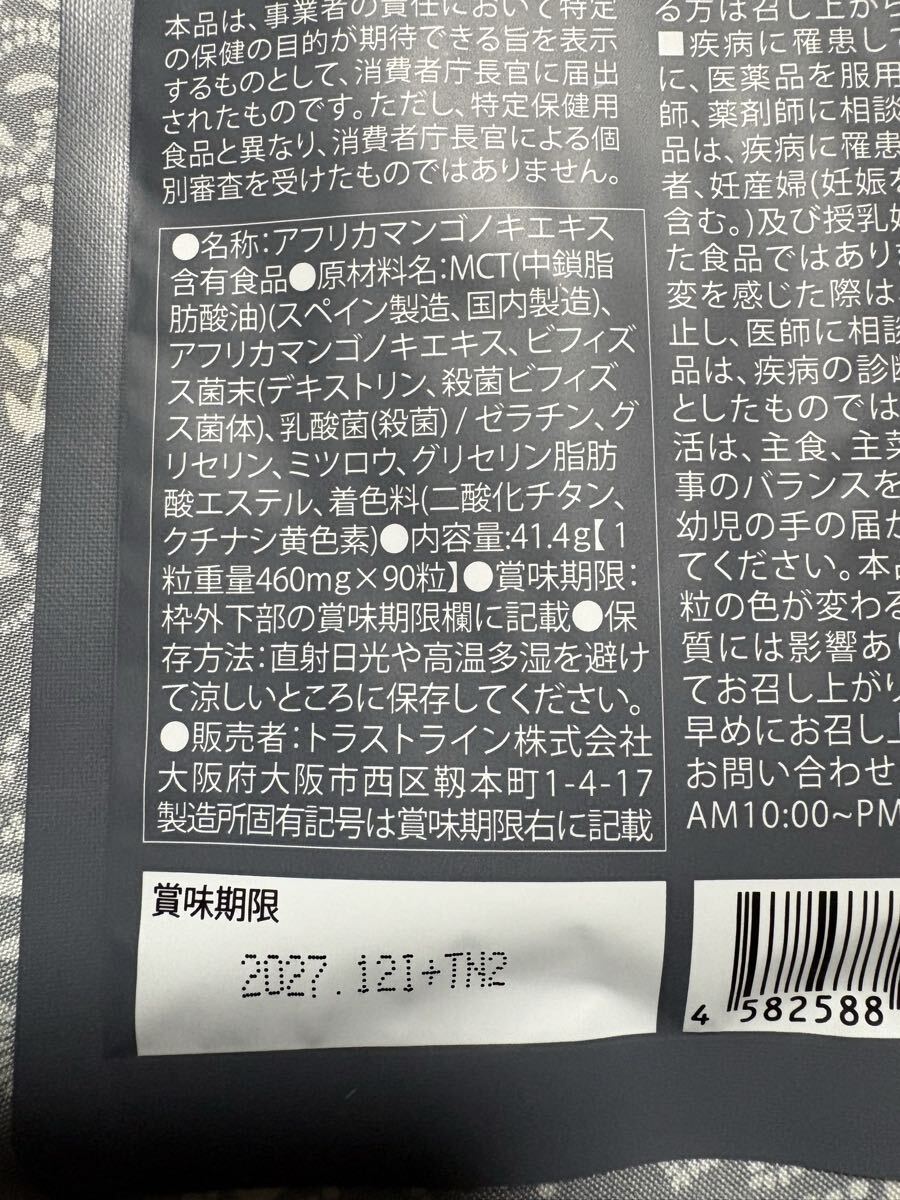 本品は、事業者の責任において特定
の保健の目的が期待できる旨を表示
するものとして、消費者庁長官に届出
されたものです。ただし、特定保健用
食品と異なり、消費者庁長官による個
別審査を受けたものではありません。
●名称:アフリカマンゴノキエキス
含有食品●原材料名:MCT(中鎖脂
肪酸油)(スペイン製造、国内製造)、
アフリカマンゴノキエキス、ビフィズ
ス菌末(デキストリン、殺菌ビフィズ
ス菌体)、乳酸菌(殺菌) / ゼラチン、グ
リセリン、ミツロウ、グリセリン脂肪
酸エステル、着色料(二酸化チタン、
クチナシ黄色素)●内容量:41.4g【1
粒重量460mg×90粒】●賞味期限:
枠外下部の賞味期限欄に記載●保
存方法:直射日光や高温多湿を避け
て涼しいところに保存してください。
●販売者:トラストライン株式会社
大阪府大阪市西区靱本町1-4-17
製造所固有記号は賞味期限右に記載
る方は召し上がら
■疾病に罹患して
に、医薬品を服用
師、薬剤師に相談
品は、疾病に罹患
者、妊産婦(妊娠を
含む。)及び授乳婦
た食品ではありま
変を感じた際は、
止し、医師に相談
品は、疾病の診断
としたものでは
活は、主食、主菜
事のバランスを
幼児の手の届か
てください。本品
粒の色が変わる
質には影響あり
てお召し上がり
早めにお召し上
お問い合わせ
AM10:00~PM
賞味期限
2027.12I+TN2
4 582588